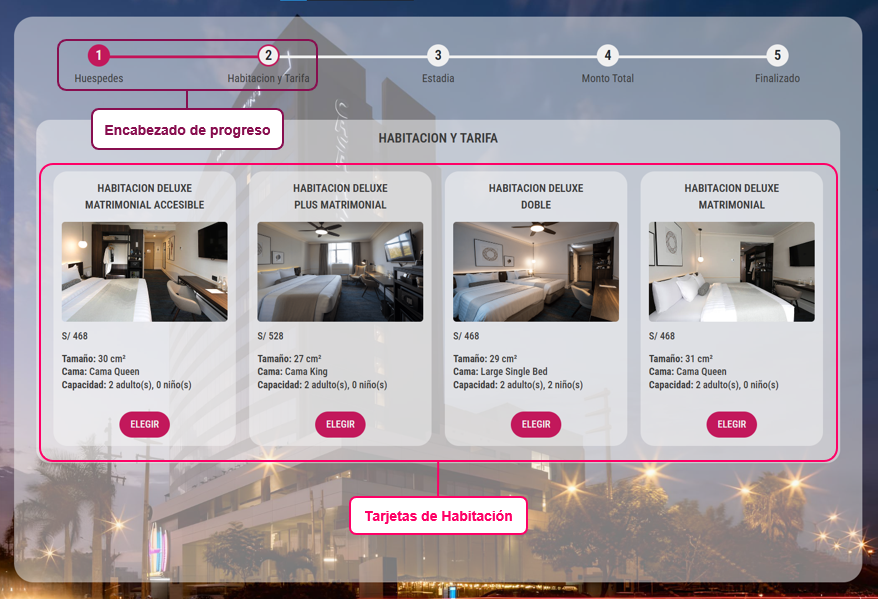 1
2
3
4
5
Huespedes
Habitacion y Tarifa
Estadia
Monto Total
Finalizado
Encabezado de progreso
HABITACION Y TARIFA
HABITACION DELUXE
MATRIMONIAL ACCESIBLE
S/ 468
Tamaño: 30 cm²
Cama: Cama Queen
Capacidad: 2 adulto(s), 0 niño(s)
ELEGIR
HABITACION DELUXE
PLUS MATRIMONIAL
S/ 528
Tamaño: 27 cm²
Cama: Cama King
Capacidad: 2 adulto(s), 0 niño(s)
ELEGIR
HABITACION DELUXE
DOBLE
S/ 468
Tamaño: 29 cm²
Cama: Large Single Bed
Capacidad: 2 adulto(s), 2 niño(s)
ELEGIR
HABITACION DELUXE
MATRIMONIAL
S/ 468
Tamaño: 31 cm²
Cama: Cama Queen
Capacidad: 2 adulto(s), 0 niño(s)
ELEGIR
Tarjetas de Habitación